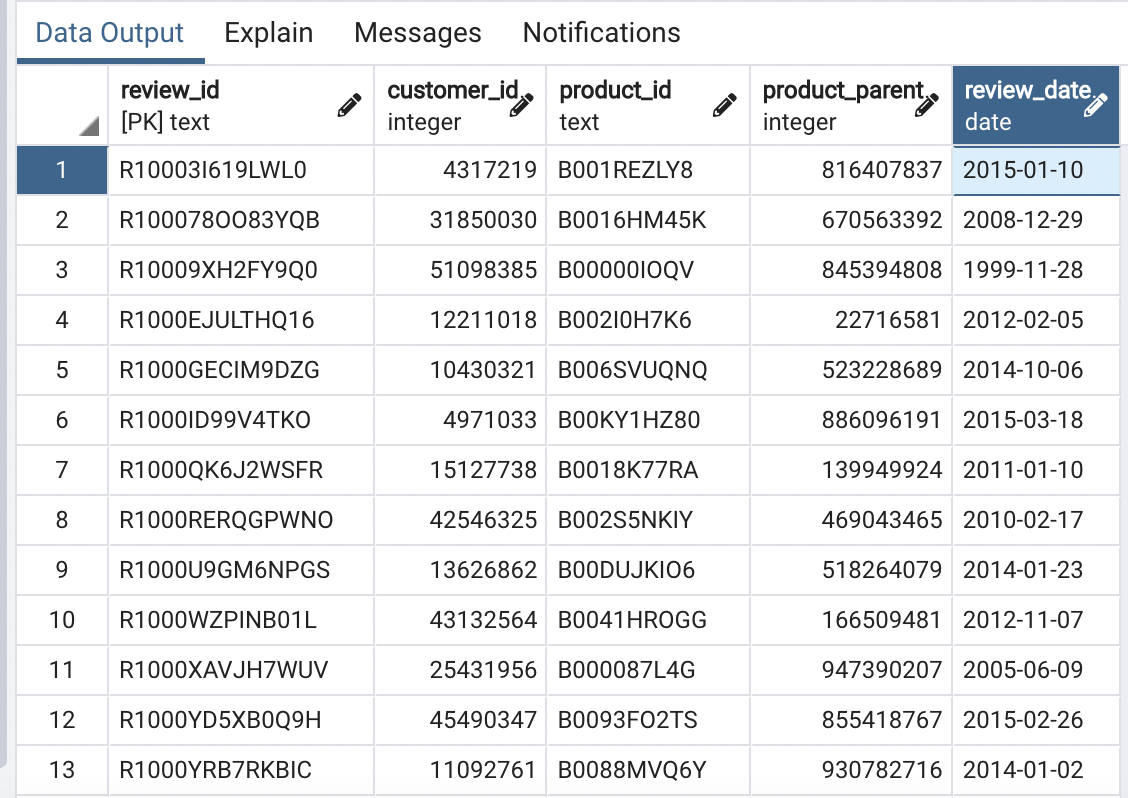 Data Output Explain Messages Notifications
review_id customer_id product_id product_parent review_date
[PK] text integer text integer date
1 R10003I619LWL0 4317219 B001REZLY8 816407837 2015-01-10
2 R100078OO83YQB 31850030 B0016HM45K 670563392 2008-12-29
3 R10009XH2FY9Q0 51098385 B00000IOQV 845394808 1999-11-28
4 R1000EJULTHQ16 12211018 B002I0H7K6 22716581 2012-02-05
5 R1000GECIM9DZG 10430321 B006SVUQNQ 523228689 2014-10-06
6 R1000ID99V4TKO 4971033 B00KY1HZ80 886096191 2015-03-18
7 R1000QK6J2WSFR 15127738 B0018K77RA 139949924 2011-01-10
8 R1000RERQGPWNO 42546325 B002S5NKIY 469043465 2010-02-17
9 R1000U9GM6NPGS 13626862 B00DUJKIO6 518264079 2014-01-23
10 R1000WZPINB01L 43132564 B0041HROGG 166509481 2012-11-07
11 R1000XAVJH7WUV 25431956 B000087L4G 947390207 2005-06-09
12 R1000YD5XB0Q9H 45490347 B0093FO2TS 855418767 2015-02-26
13 R1000YRB7RKBIC 11092761 B0088MVQ6Y 930782716 2014-01-02